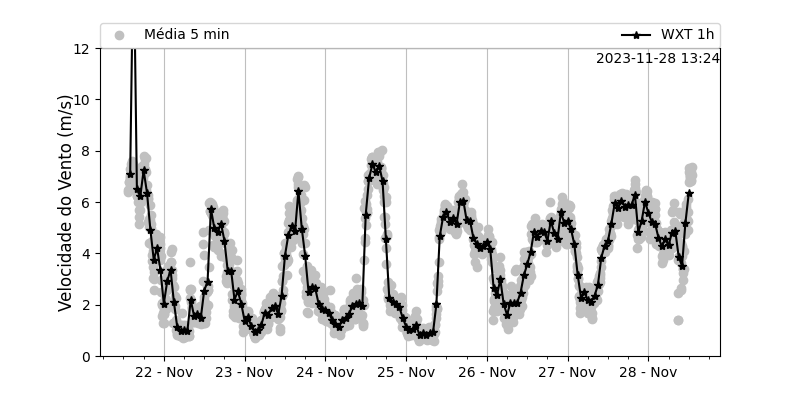 Média 5 min
WXT 1h
2023-11-28 13:24
Velocidade do Vento (m/s)
12
10
8
6
4
2
0
22 - Nov
23 - Nov
24 - Nov
25 - Nov
26 - Nov
27 - Nov
28 - Nov